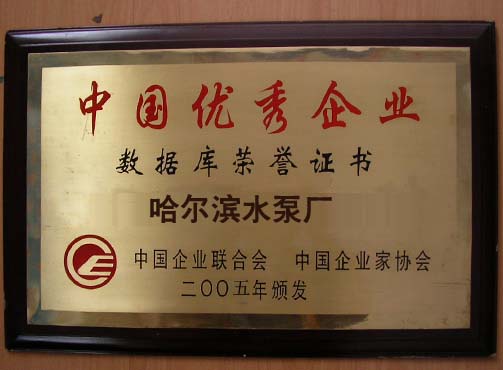 中国优秀企业
数据库荣誉证书
哈尔滨水泵厂
中国企业联合会 中国企业家协会
二〇〇五年颁发